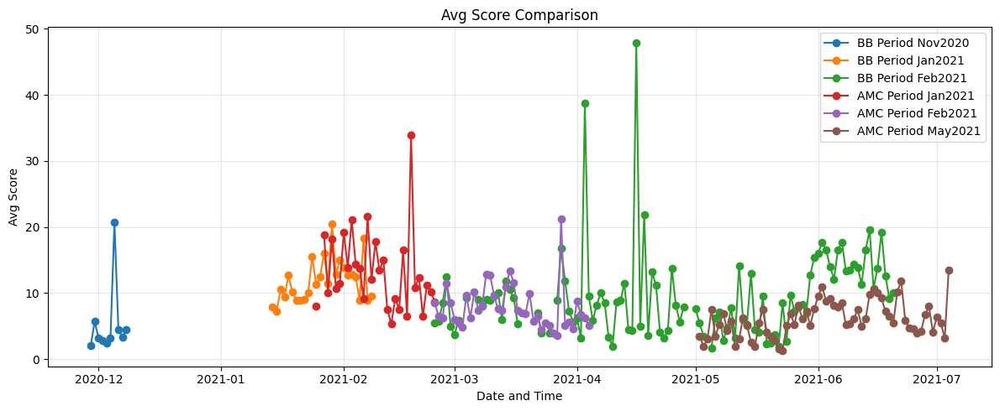 Avg Score Comparison
50
40
30
20
10
0
Avg Score
BB Period Nov2020
BB Period Jan2021
BB Period Feb2021
AMC Period Jan2021
AMC Period Feb2021
AMC Period May2021
2020-12 2021-01 2021-02 2021-03 2021-04 2021-05 2021-06 2021-07
Date and Time